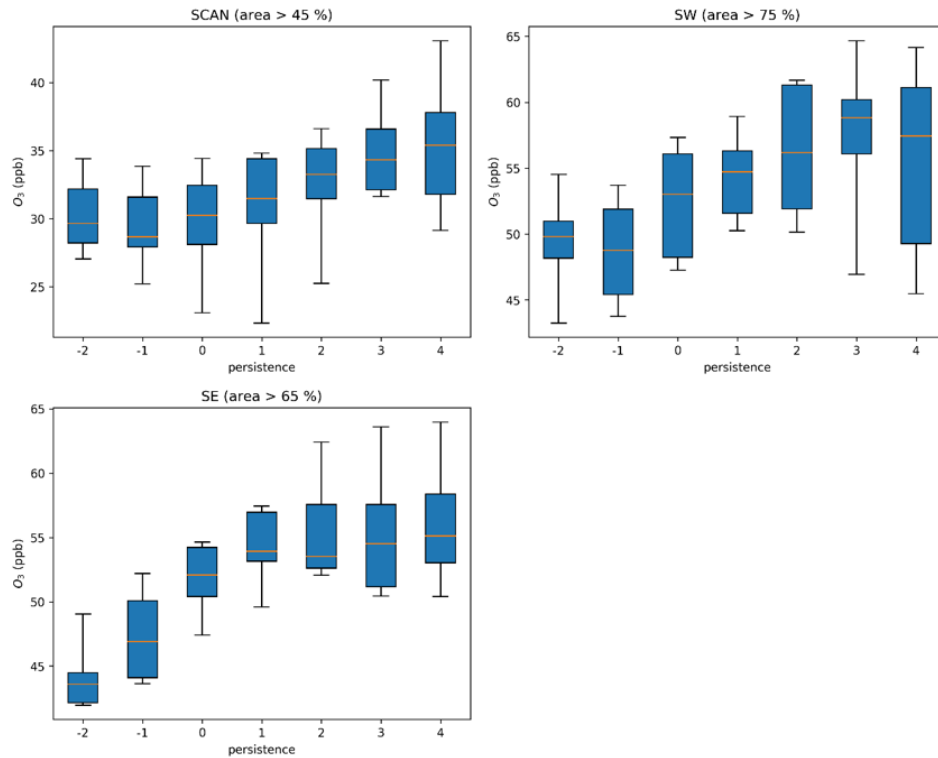 SCAN (area > 45 %)
40
35
30
25
O₃ (ppb)
-2 -1 0 1 2 3 4
persistence
SW (area > 75 %)
65
60
55
50
45
O₃ (ppb)
-2 -1 0 1 2 3 4
persistence
SE (area > 65 %)
65
60
55
50
45
O₃ (ppb)
-2 -1 0 1 2 3 4
persistence